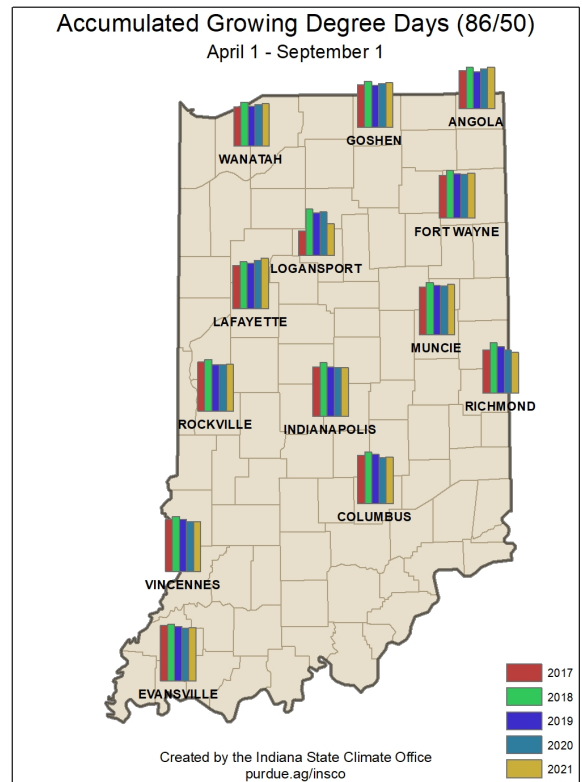 Accumulated Growing Degree Days (86/50)
April 1 - September 1
ANGOLA
GOSHEN
WANATAH
FORT WAYNE
LOGANSPORT
LAFAYETTE
MUNCIE
RICHMOND
ROCKVILLE
INDIANAPOLIS
COLUMBUS
VINCENNES
EVANSVILLE
2017
2018
2019
2020
2021
Created by the Indiana State Climate Office
purdue.ag/insco